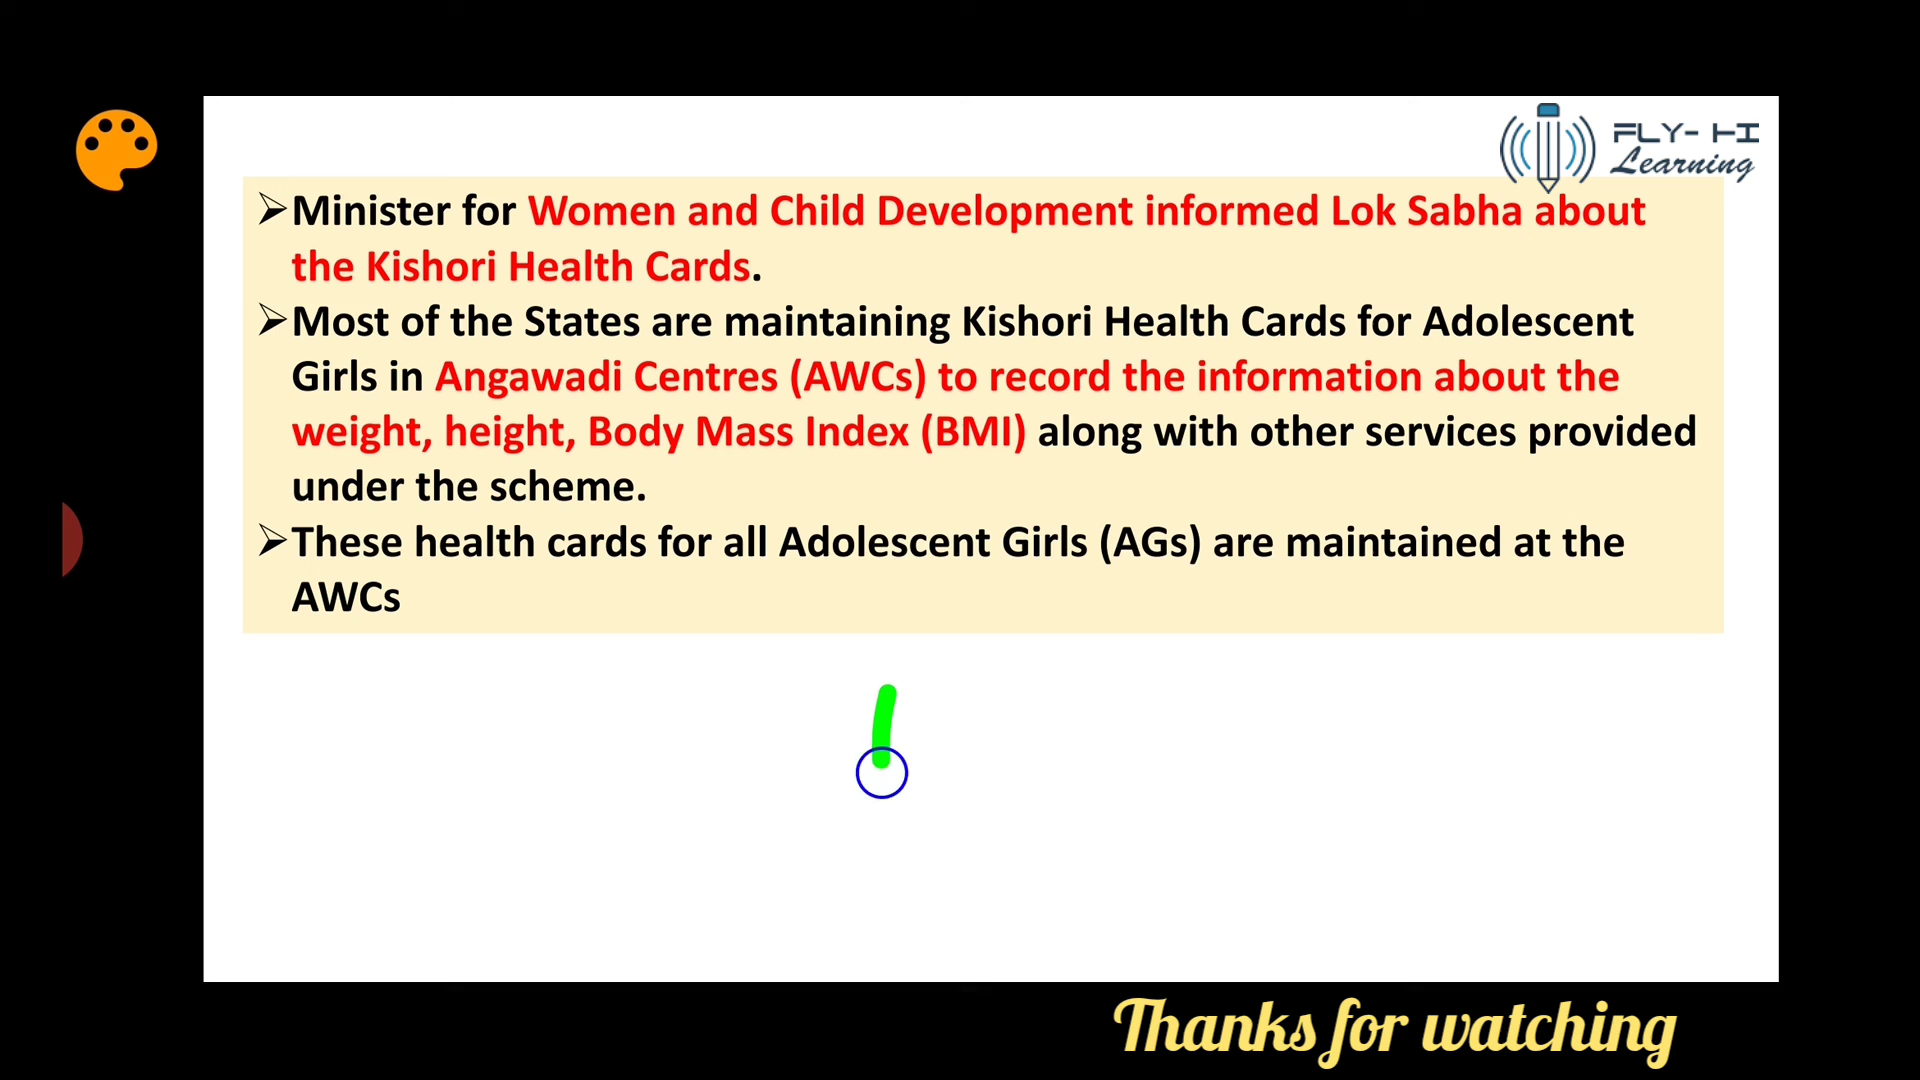 FLY- HI
Learning
➢Minister for Women and Child Development informed Lok Sabha about
the Kishori Health Cards.
➢Most of the States are maintaining Kishori Health Cards for Adolescent
Girls in Angawadi Centres (AWCs) to record the information about the
weight, height, Body Mass Index (BMI) along with other services provided
under the scheme.
➢These health cards for all Adolescent Girls (AGs) are maintained at the
AWCs
Thanks for watching